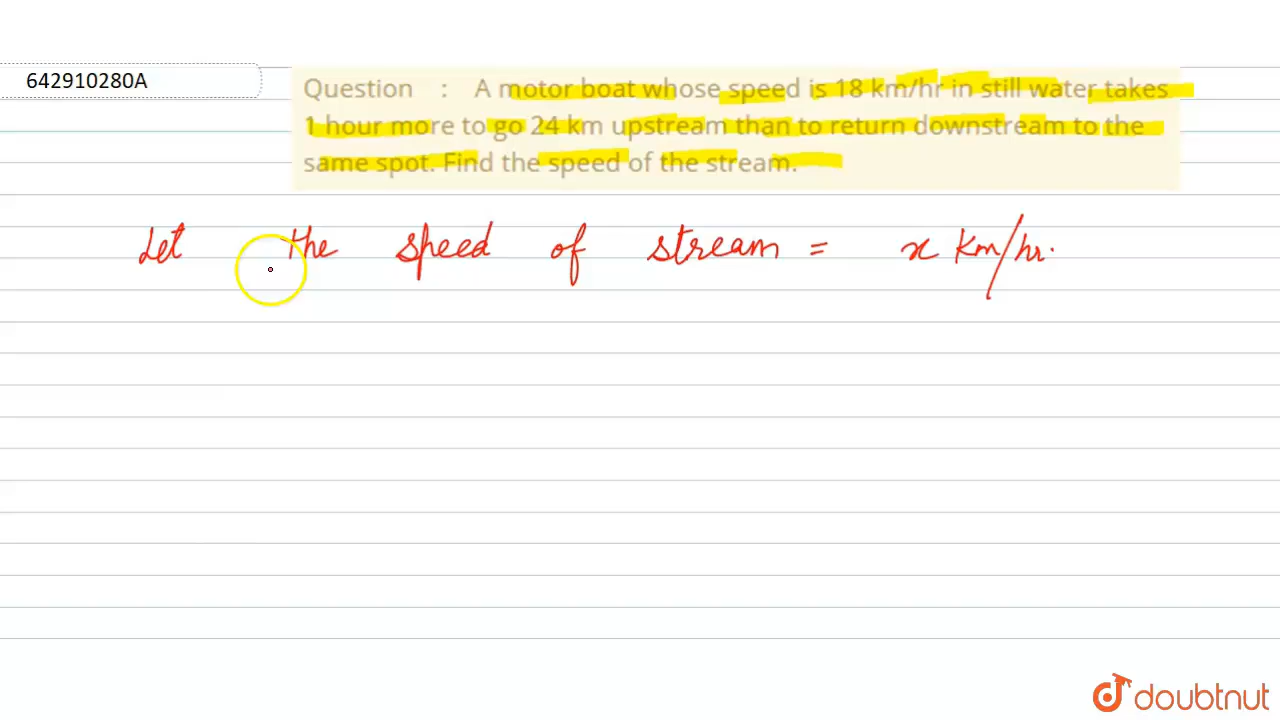 642910280A
Question : A motor boat whose speed is 18 km/hr in still water takes
1 hour more to go 24 km upstream than to return downstream to the
same spot. Find the speed of the stream.
Let the speed of stream = x km/hr.
doubtnut